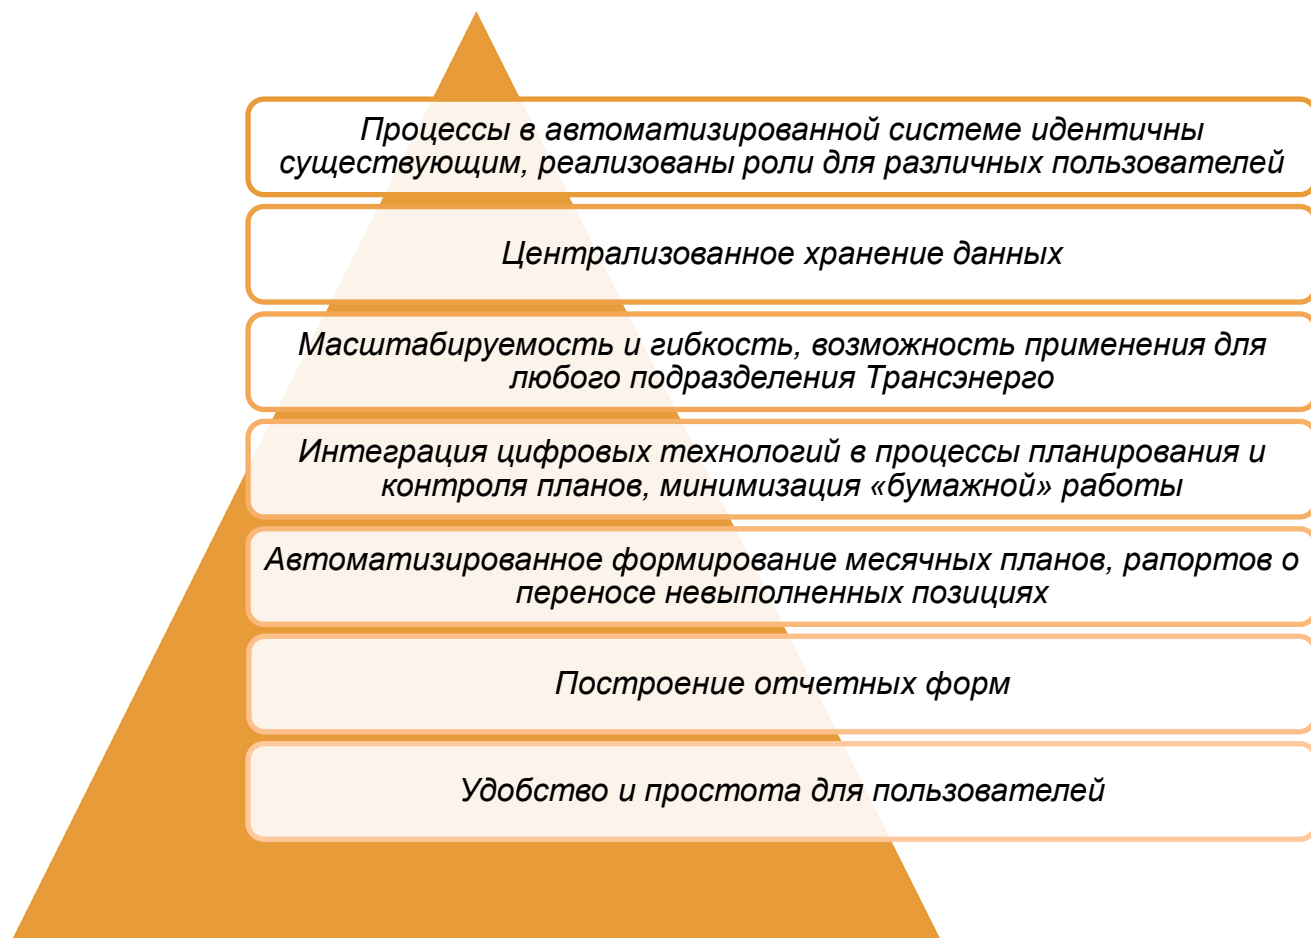 Процессы в автоматизированной системе идентичны
существующим, реализованы роли для различных пользователей
Централизованное хранение данных
Масштабируемость и гибкость, возможность применения для
любого подразделения Трансэнерго
Интеграция цифровых технологий в процессы планирования и
контроля планов, минимизация «бумажной» работы
Автоматизированное формирование месячных планов, рапортов о
переносе невыполненных позициях
Построение отчетных форм
Удобство и простота для пользователей